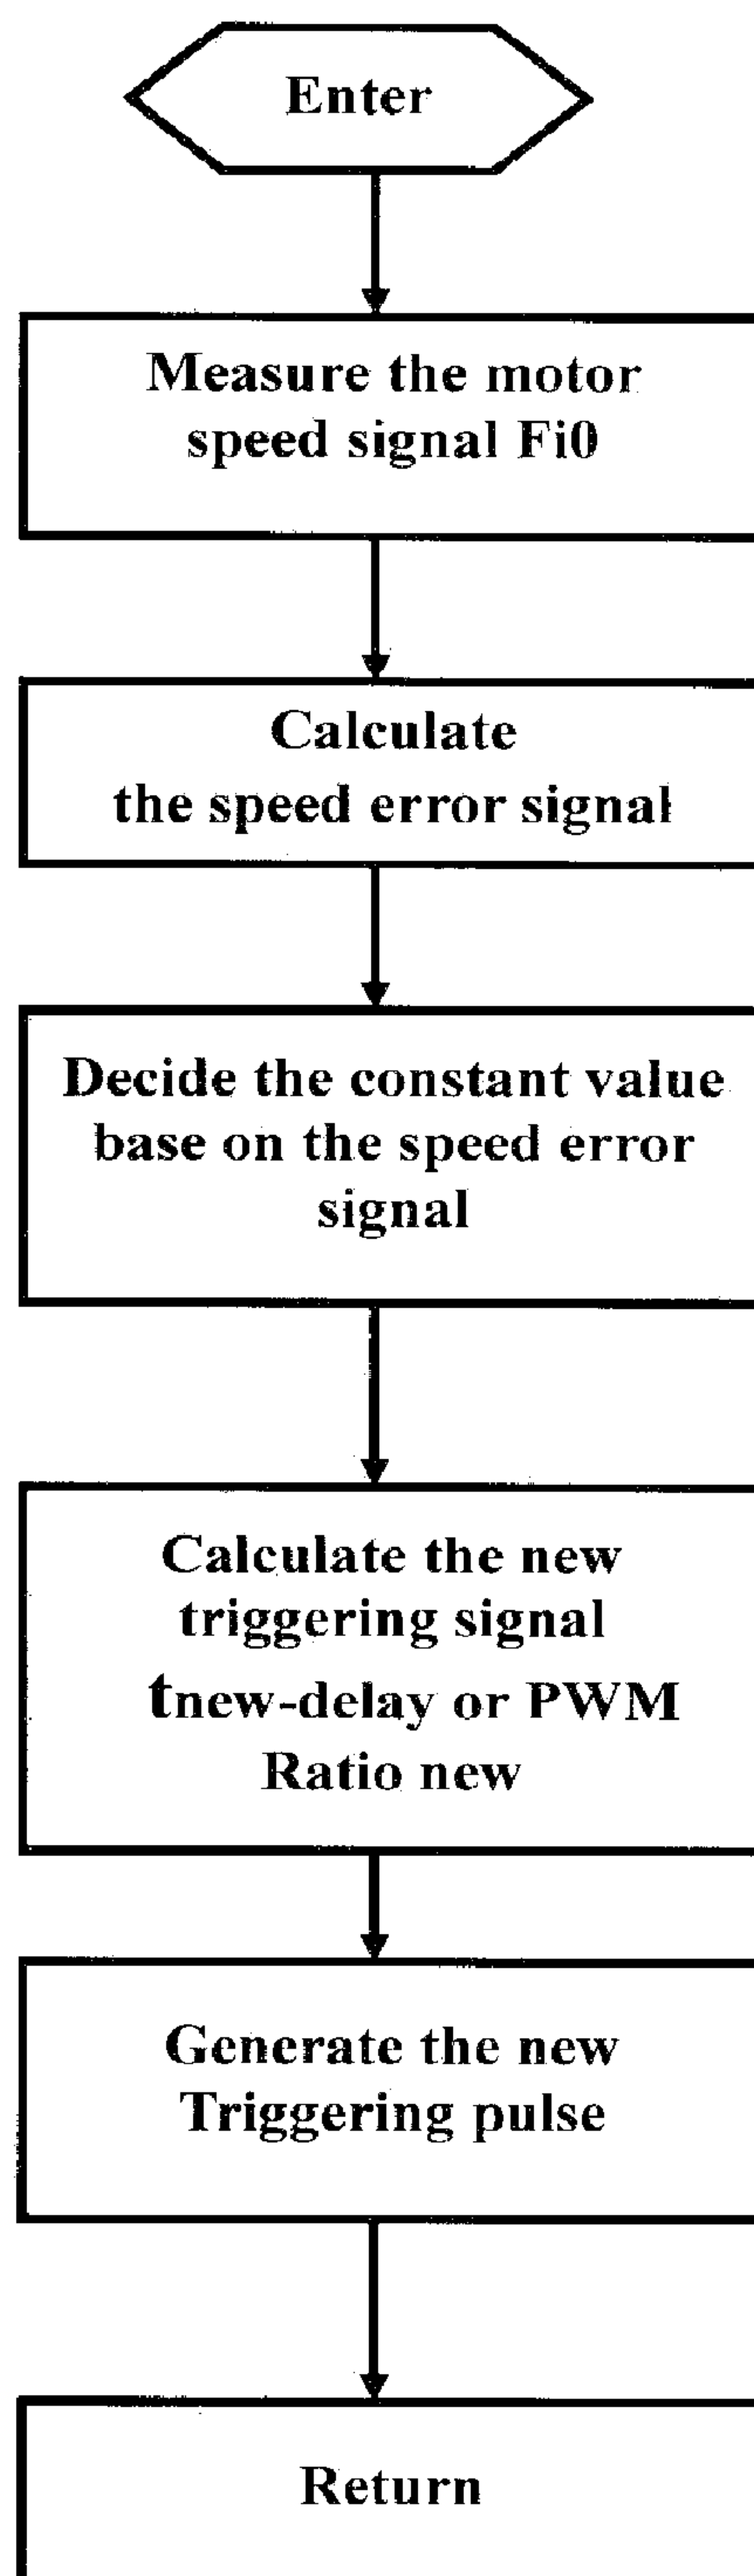 Enter
Measure the motor
speed signal Fi0
Calculate
the speed error signal
Decide the constant value
base on the speed error
signal
Calculate the new
triggering signal
tnew-delay or PWM
Ratio new
Generate the new
Triggering pulse
Return